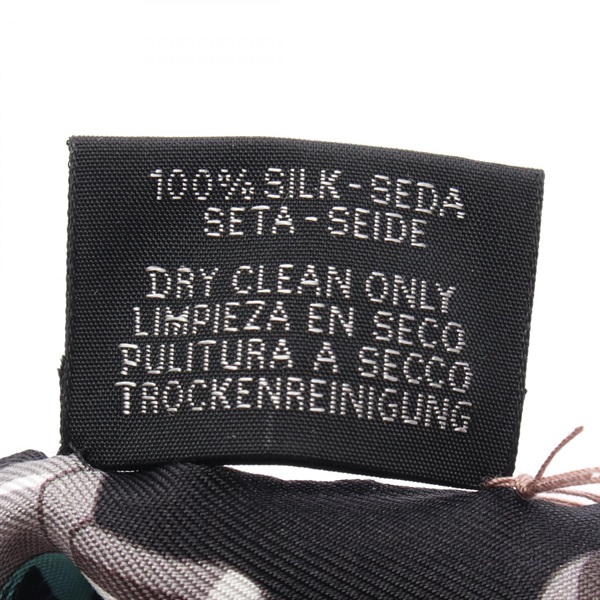 100% SILK - SEDA
SETA - SEIDE
DRY CLEAN ONLY
LIMPIEZA EN SECO
PULITURA A SECCO
TROCKENREINIGUNG